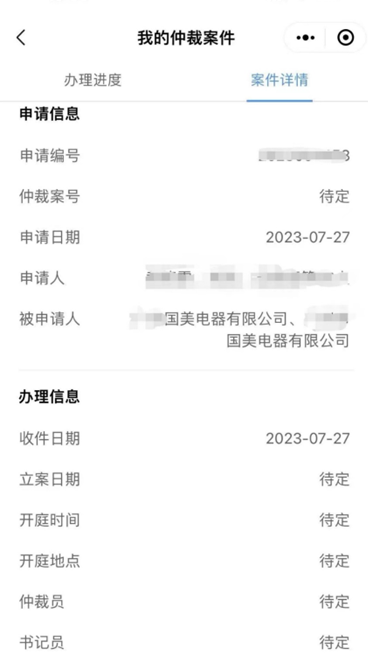 我的仲裁案件
办理进度 案件详情
申请信息
申请编号
仲裁案号 待定
申请日期 2023-07-27
申请人
被申请人 国美电器有限公司、
国美电器有限公司
办理信息
收件日期 2023-07-27
立案日期 待定
开庭时间 待定
开庭地点 待定
仲裁员 待定
书记员 待定